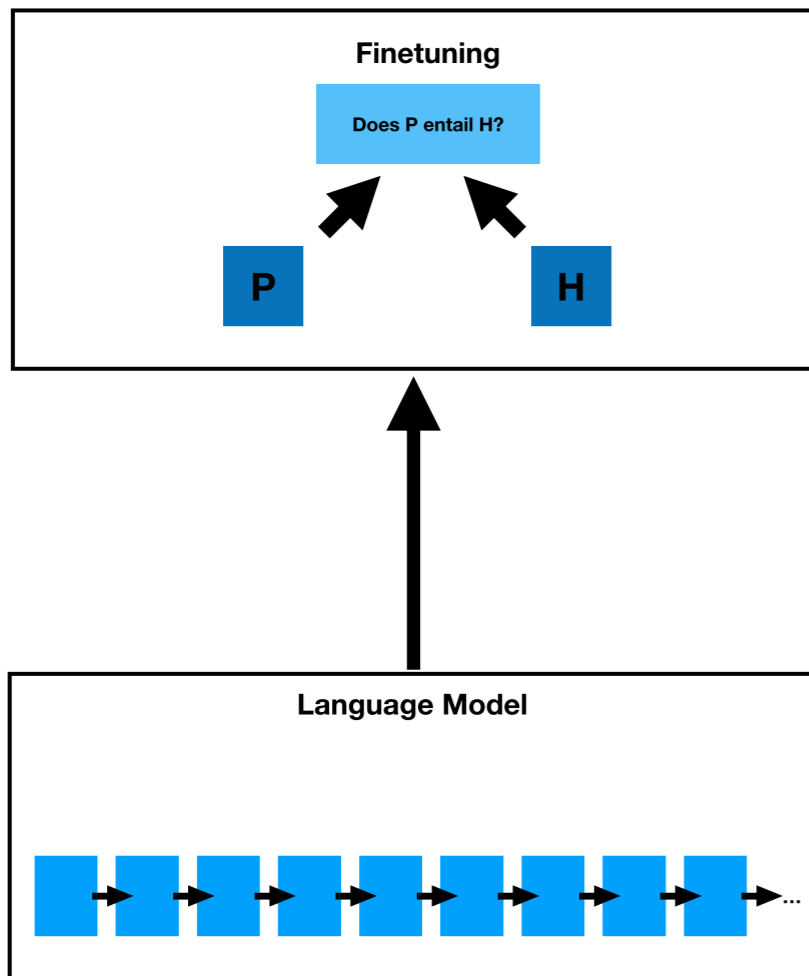 Finetuning
Does P entail H?
P
H
Language Model
...